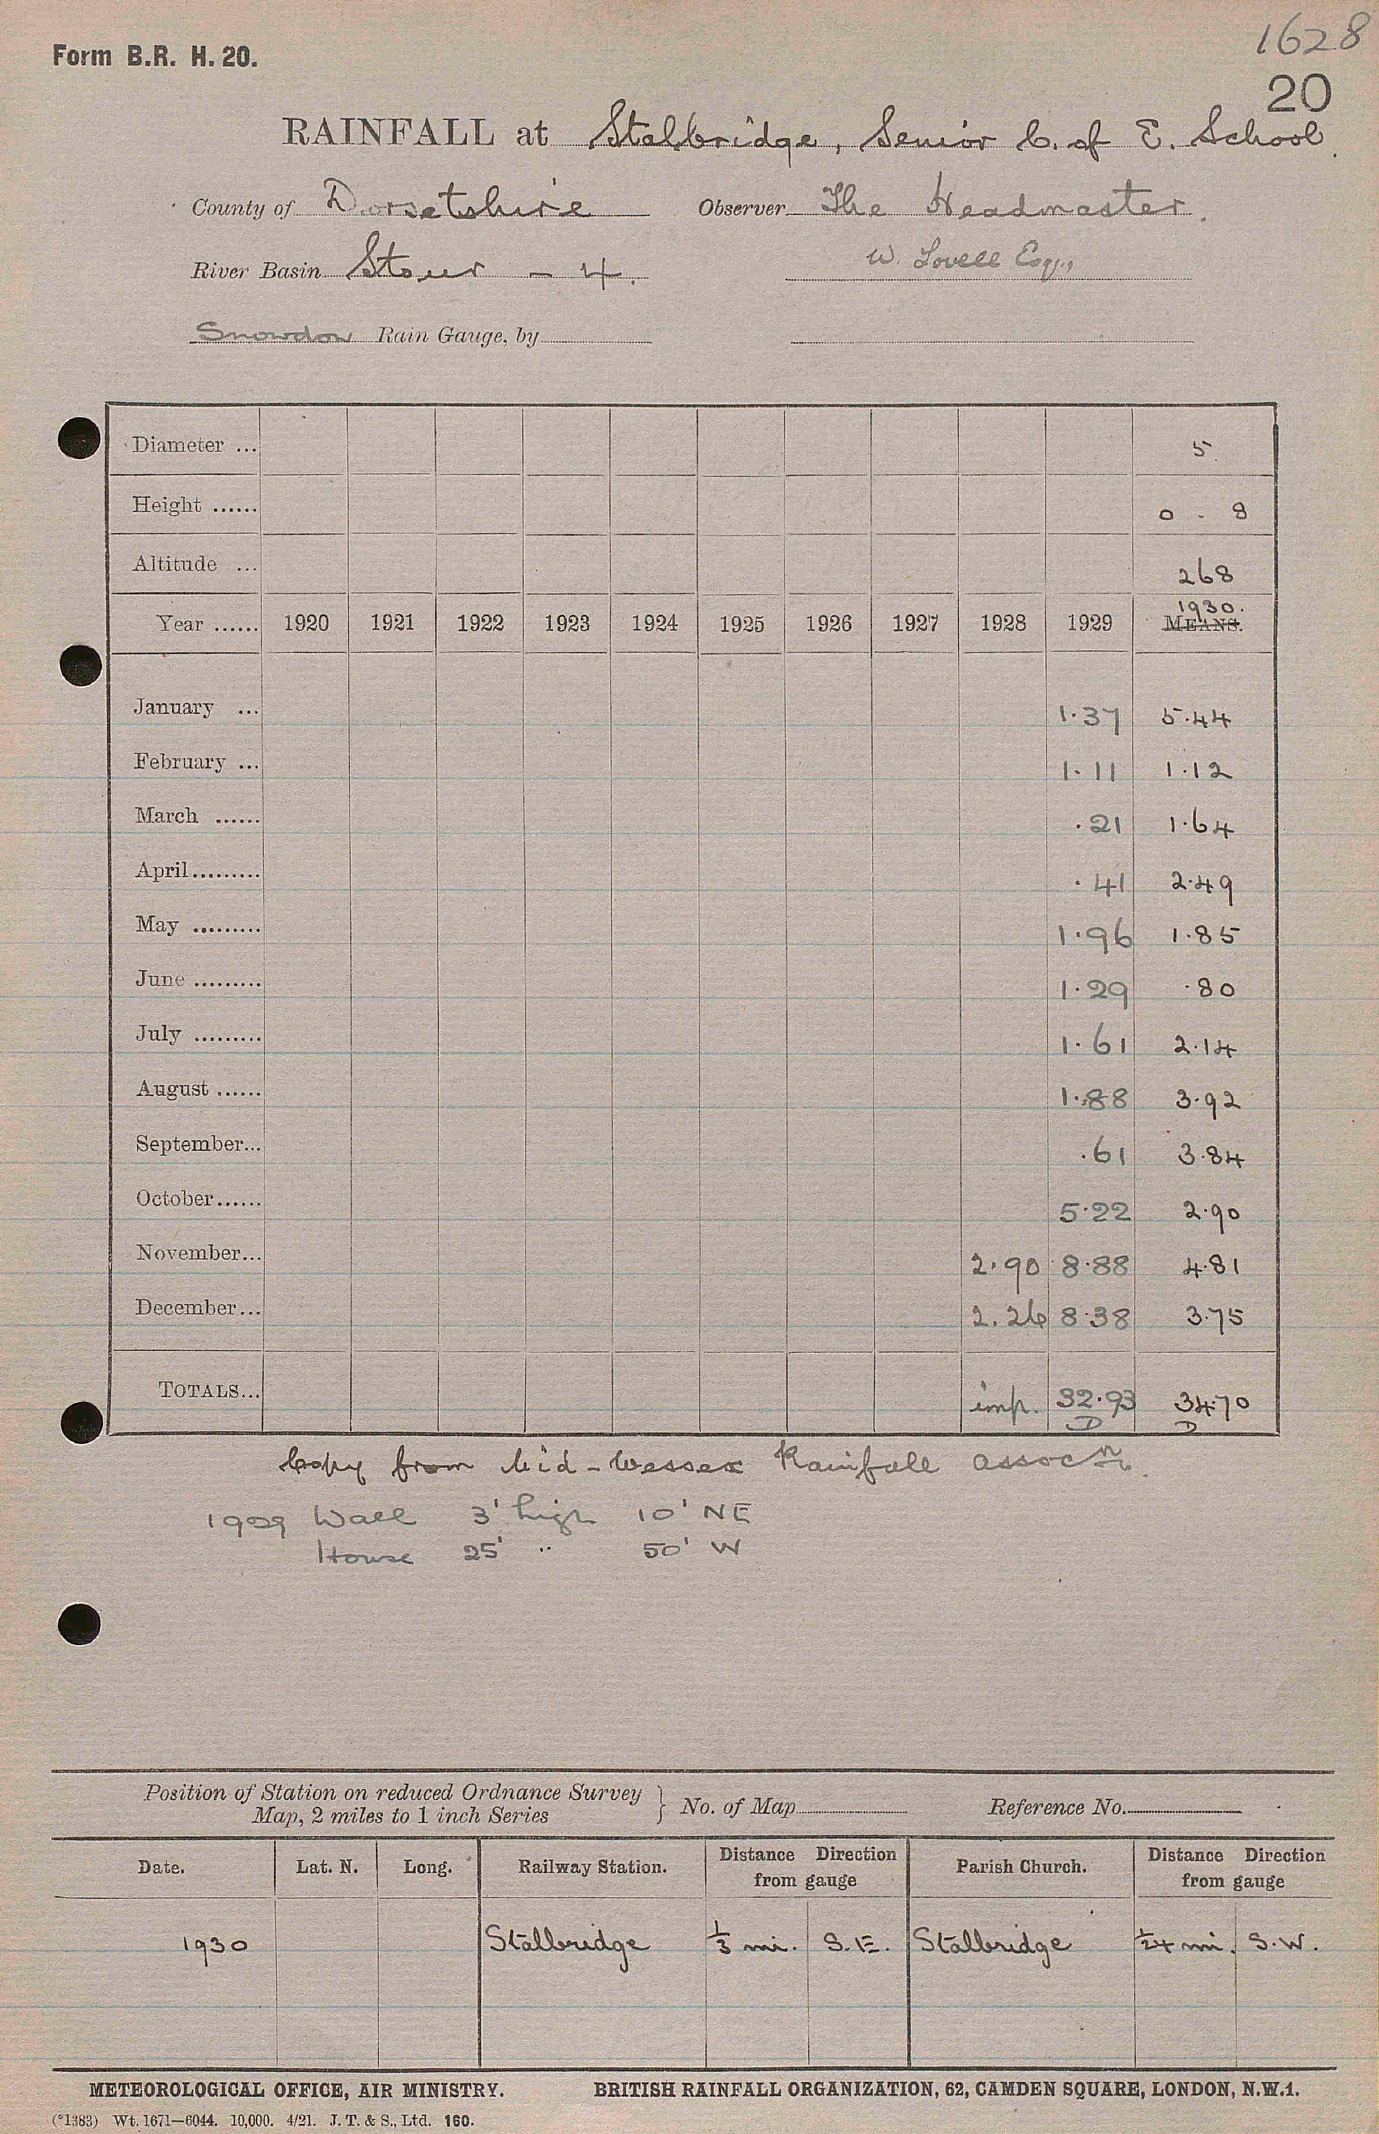 1628
Form B.R. H. 20.
20
RAINFALL at Stalbridge, Senior C. of E. School.
County of Dorsetshire Observer The Headmaster.
River Basin Stour - 4. W. Lovell Esq.,
Snowdon Rain Gauge, by
Diameter ... 5.
Height ...... 0 - 8
Altitude ... 268
1930.
Year ...... 1920 1921 1922 1923 1924 1925 1926 1927 1928 1929 MEANS.
January ... 1.37 5.44
February ... 1.11 1.12
March ...... .21 1.64
April......... .41 2.49
May ......... 1.96 1.85
June ......... 1.29 .80
July ......... 1.61 2.14
August ...... 1.88 3.92
September... .61 3.84
October...... 5.22 2.90
November... 2.90 8.88 4.81
December... 2.26 8.38 3.75
TOTALS... imp. 32.93 34.70
D D
Copy from Mid-Wessex Rainfall Assocn.
1929 Wall 3' high 10' NE
House 25' " 50' W
Position of Station on reduced Ordnance Survey
Map, 2 miles to 1 inch Series } No. of Map Reference No.
Date. Lat. N. Long. Railway Station. Distance Direction from gauge Parish Church. Distance Direction from gauge
1930 Stalbridge 1/3 mi. S.E. Stalbridge 1/24 mi. S.W.
METEOROLOGICAL OFFICE, AIR MINISTRY. BRITISH RAINFALL ORGANIZATION, 62, CAMDEN SQUARE, LONDON, N.W.1.
(*1383) Wt. 1671—6044. 10,000. 4/21. J. T. & S., Ltd. 160.